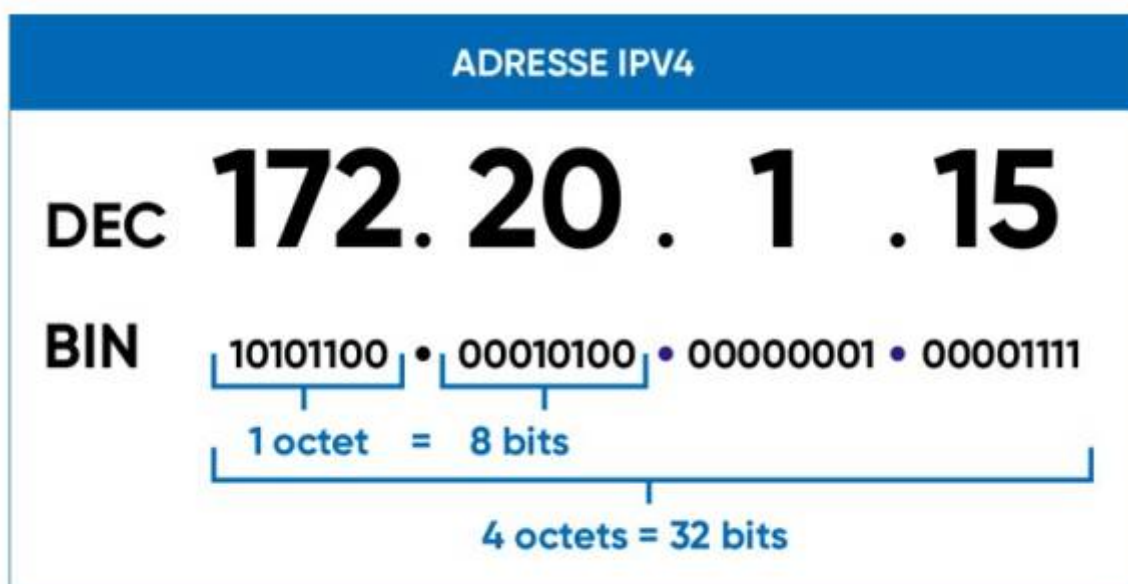 ADRESSE IPV4
DEC 172. 20 . 1 . 15
BIN 10101100 • 00010100 • 00000001 • 00001111
1 octet = 8 bits
4 octets = 32 bits